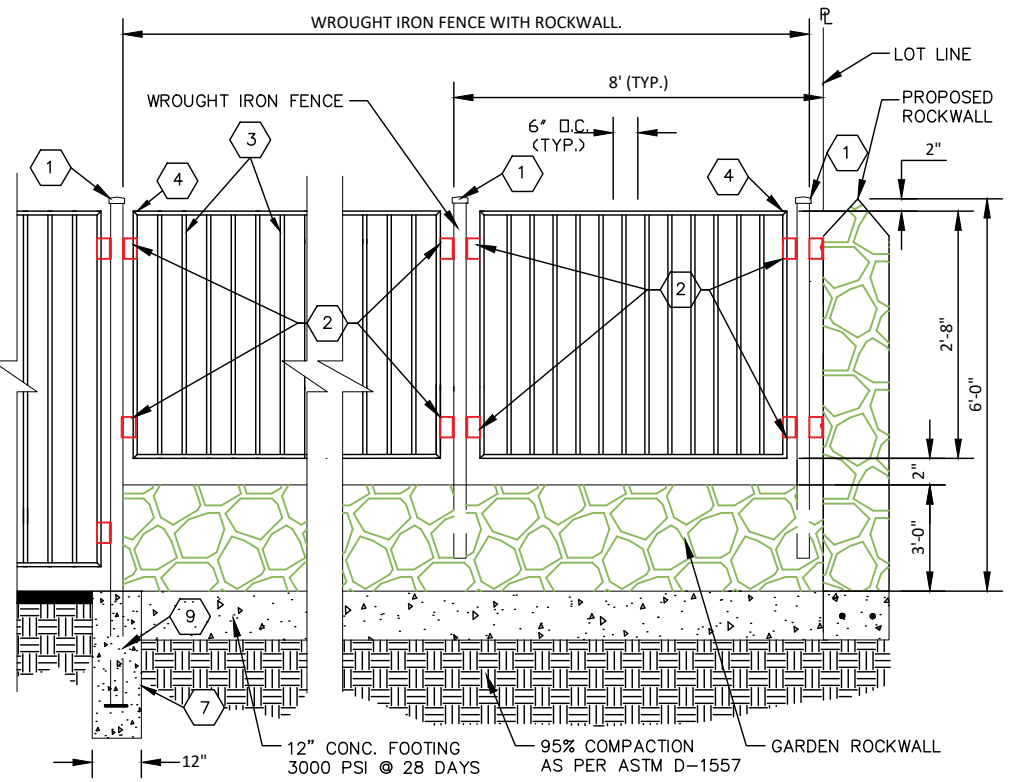 WROUGHT IRON FENCE WITH ROCKWALL.
PL
LOT LINE
8' (TYP.)
WROUGHT IRON FENCE
PROPOSED
ROCKWALL
6" O.C.
(TYP.)
2"
1
3
4
1
4
1
2
2
2'-8"
6'-0"
2"
3'-0"
9
7
12"
12" CONC. FOOTING
3000 PSI @ 28 DAYS
95% COMPACTION
AS PER ASTM D-1557
GARDEN ROCKWALL